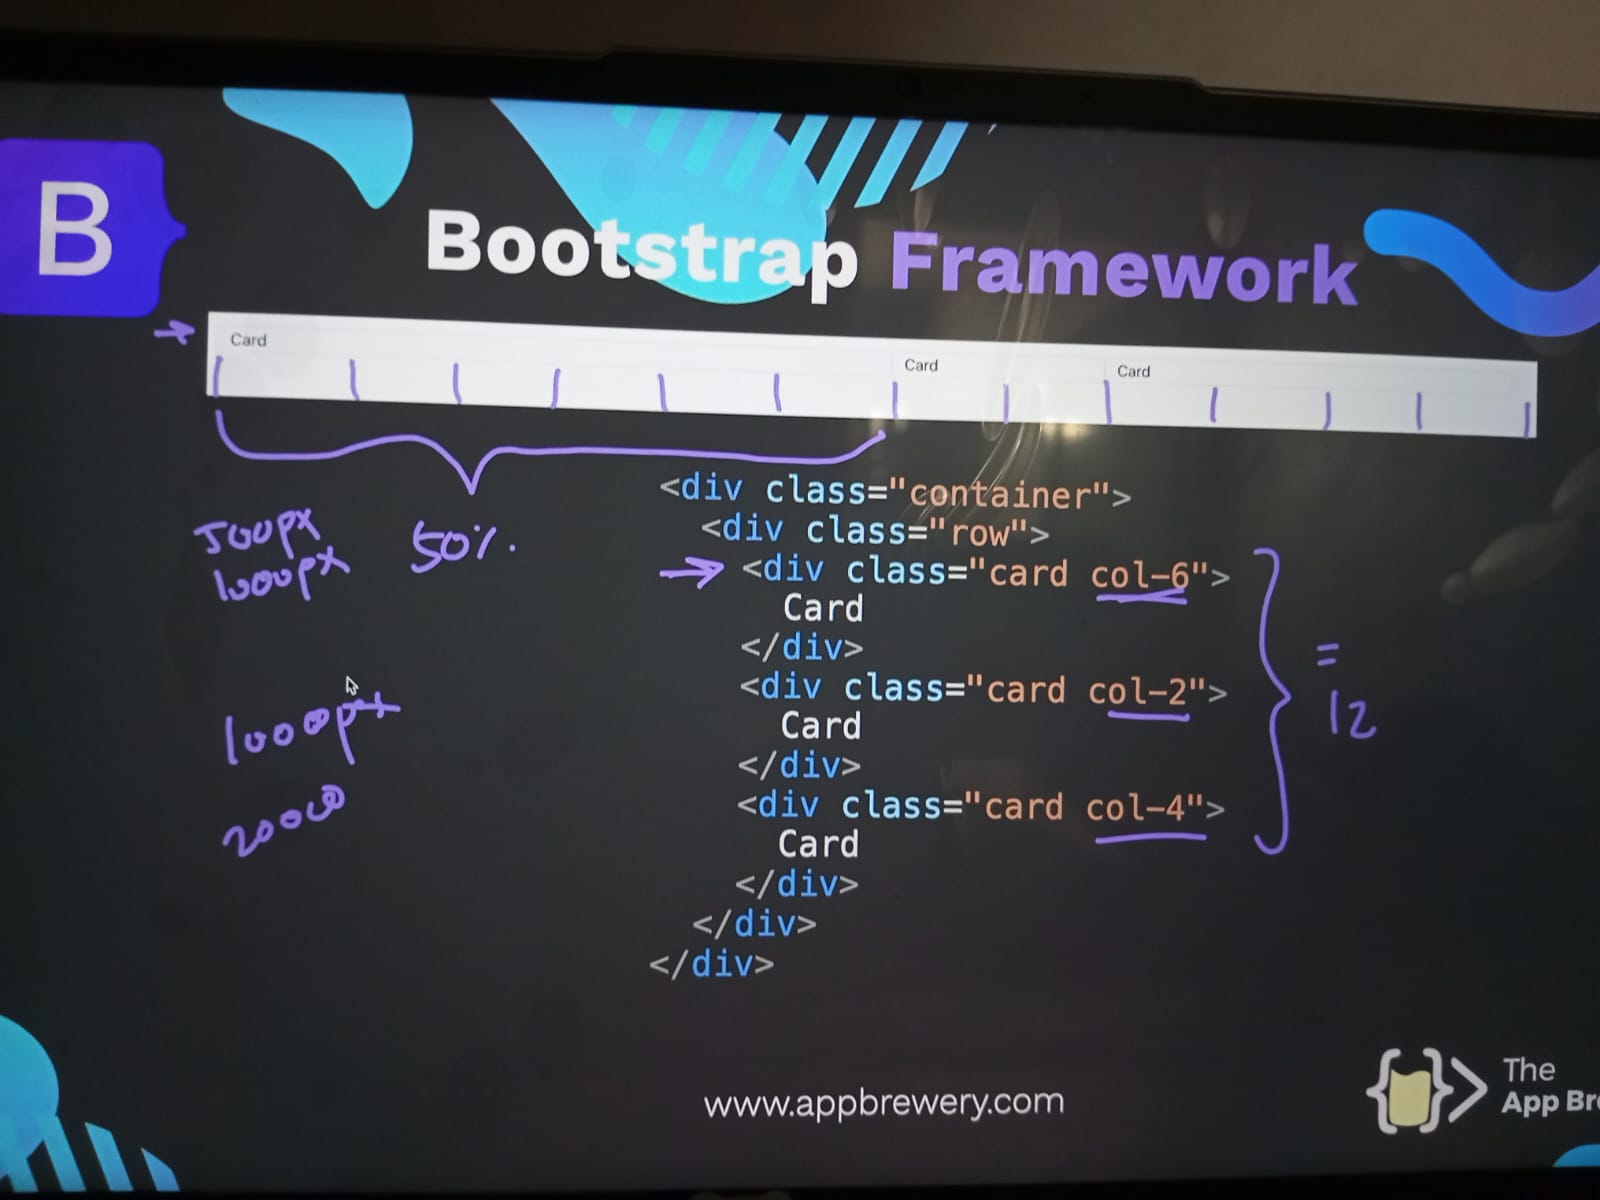 B
Bootstrap Framework
Card Card Card
<div class="container">
<div class="row">
500px
1000px
50%.
<div class="card col-6">
Card
</div>
<div class="card col-2">
Card
</div>
<div class="card col-4">
Card
</div>
</div>
</div>
=
12
1000px
2000
www.appbrewery.com
The
App Bre